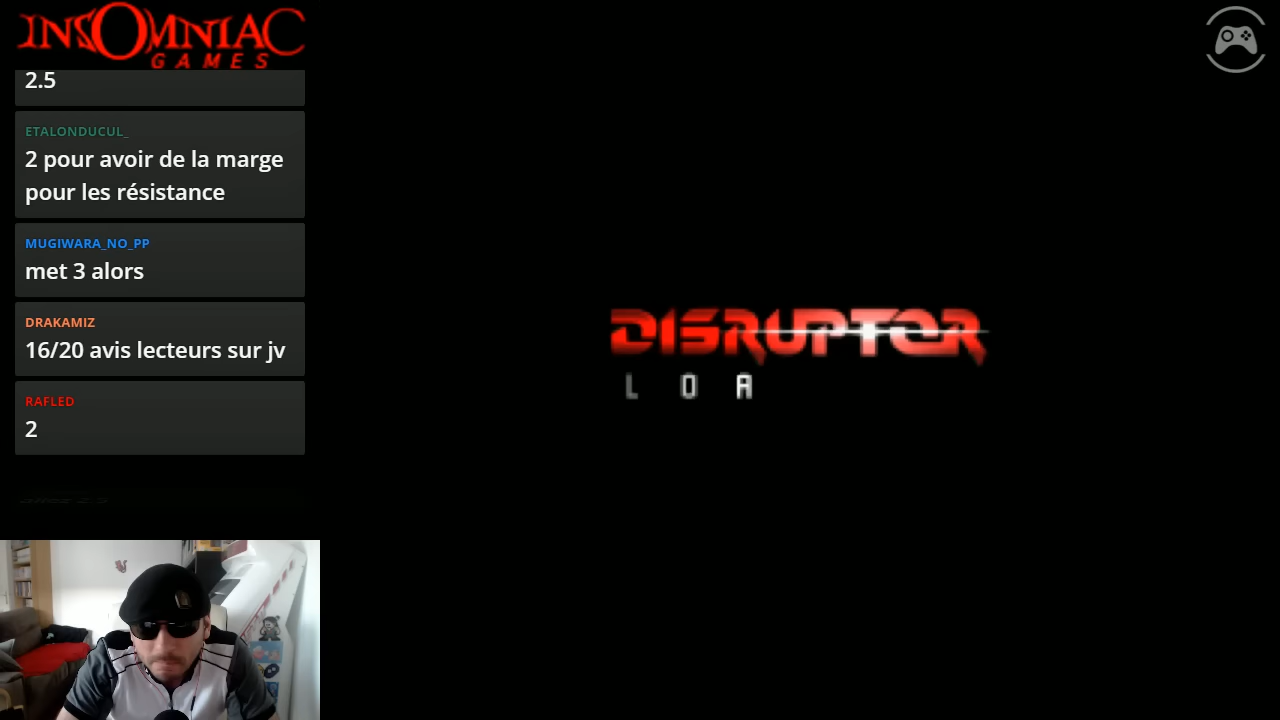 INSOMNIAC
GAMES
2.5
ETALONDUCUL_
2 pour avoir de la marge
pour les résistance
MUGIWARA_NO_PP
met 3 alors
DRAKAMIZ
16/20 avis lecteurs sur jv
RAFLED
2
DISRUPTOR
L O A